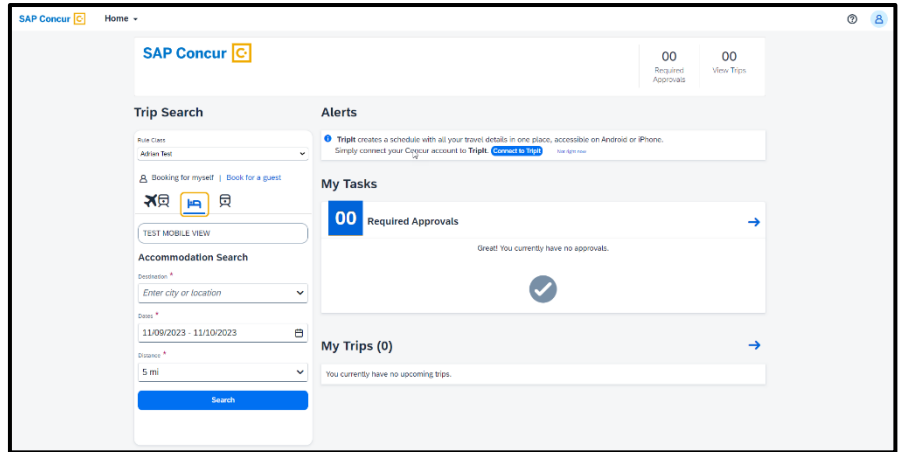 SAP Concur C Home
SAP Concur C
00
Required
Approvals
00
View Trips
Trip Search
Rule Class
Adrian Test
Booking for myself | Book for a guest
TEST MOBILE VIEW
Accommodation Search
Destination *
Enter city or location
Dates *
11/09/2023 - 11/10/2023
Distance *
5 mi
Search
Alerts
TripIt creates a schedule with all your travel details in one place, accessible on Android or iPhone.
Simply connect your Concur account to TripIt. Connect to TripIt Not right now
My Tasks
00 Required Approvals
Great! You currently have no approvals.
My Trips (0)
You currently have no upcoming trips.